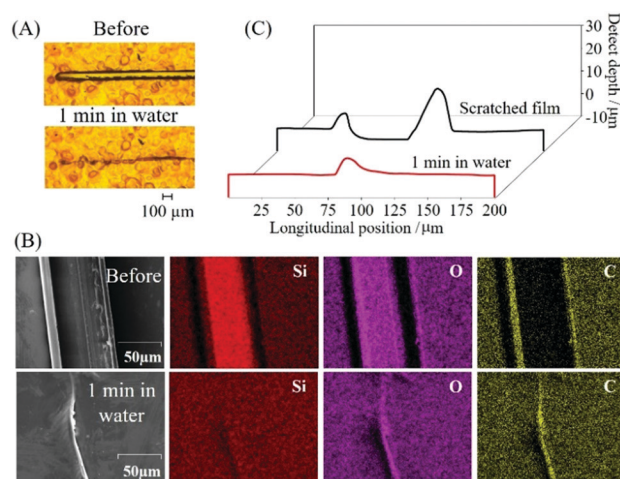 (A)
Before
1 min in water
100 µm
(C)
30
20
10
0
-10
Detect depth /µm
Scratched film
1 min in water
25 50 75 100 125 150 175 200
Longitudinal position /µm
(B)
Before
50µm
Si
O
C
1 min in
water
50µm
Si
O
C